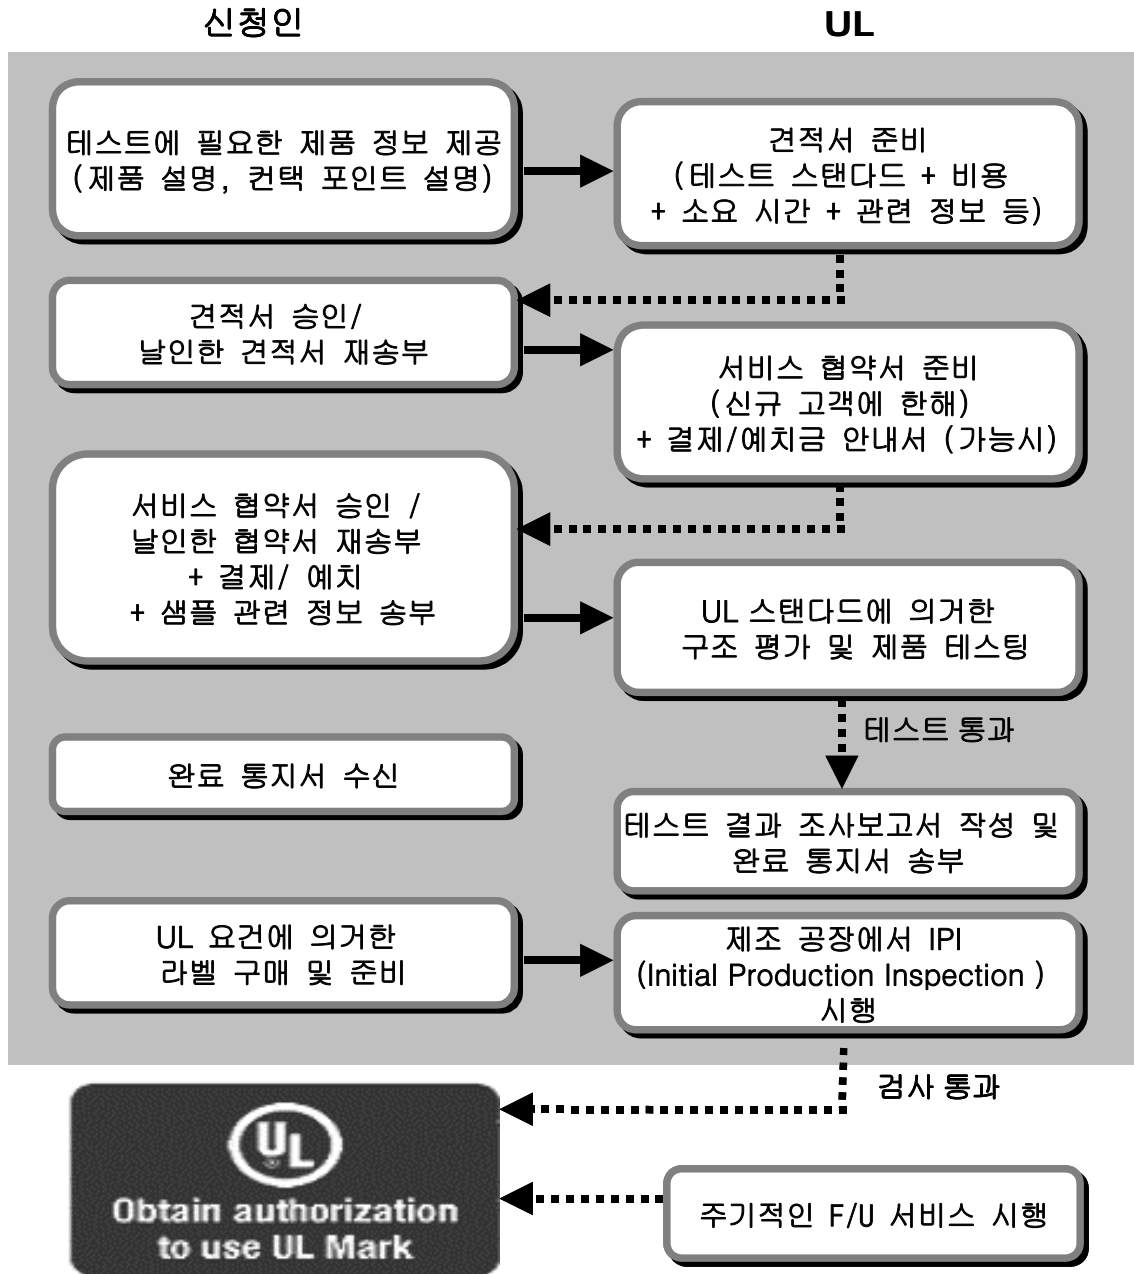 신청인
UL
테스트에 필요한 제품 정보 제공
(제품 설명, 컨택 포인트 설명)
견적서 준비
(테스트 스탠다드 + 비용
+ 소요 시간 + 관련 정보 등)
견적서 승인/
날인한 견적서 재송부
서비스 협약서 준비
(신규 고객에 한해)
+ 결제/예치금 안내서 (가능시)
서비스 협약서 승인 /
날인한 협약서 재송부
+ 결제/ 예치
+ 샘플 관련 정보 송부
UL 스탠다드에 의거한
구조 평가 및 제품 테스팅
테스트 통과
완료 통지서 수신
테스트 결과 조사보고서 작성 및
완료 통지서 송부
UL 요건에 의거한
라벨 구매 및 준비
제조 공장에서 IPI
(Initial Production Inspection )
시행
검사 통과
UL
Obtain authorization
to use UL Mark
주기적인 F/U 서비스 시행